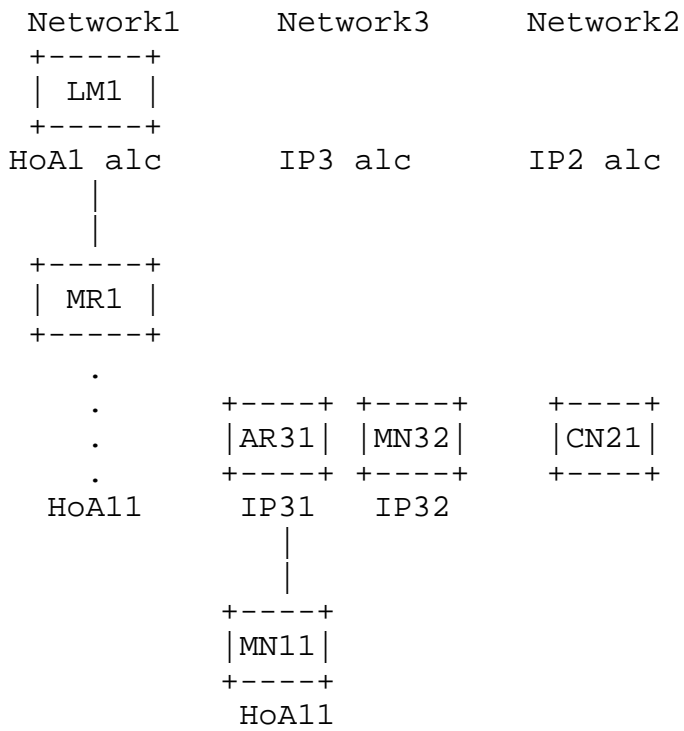 Network1 Network3 Network2
+-----+
| LM1 |
+-----+
HoA1 alc IP3 alc IP2 alc
|
|
+-----+
| MR1 |
+-----+
.
. +----+ +----+ +----+
. |AR31| |MN32| |CN21|
. +----+ +----+ +----+
HoA11 IP31 IP32
|
|
+----+
|MN11|
+----+
HoA11